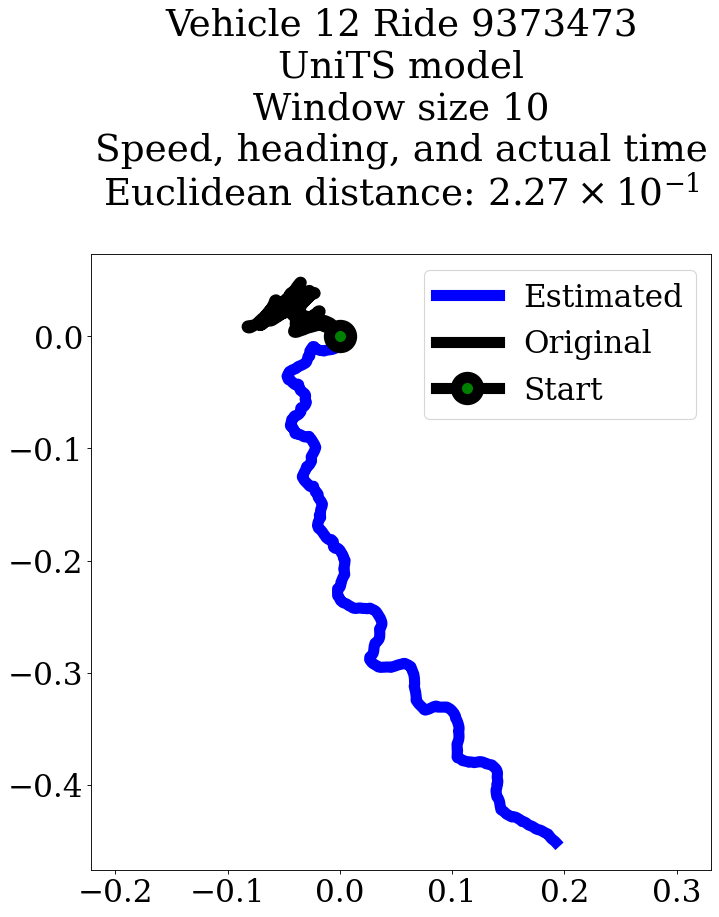 Vehicle 12 Ride 9373473
UniTS model
Window size 10
Speed, heading, and actual time
Euclidean distance: 2.27 × 10⁻¹
Estimated
Original
Start
0.0
−0.1
−0.2
−0.3
−0.4
−0.2 −0.1 0.0 0.1 0.2 0.3